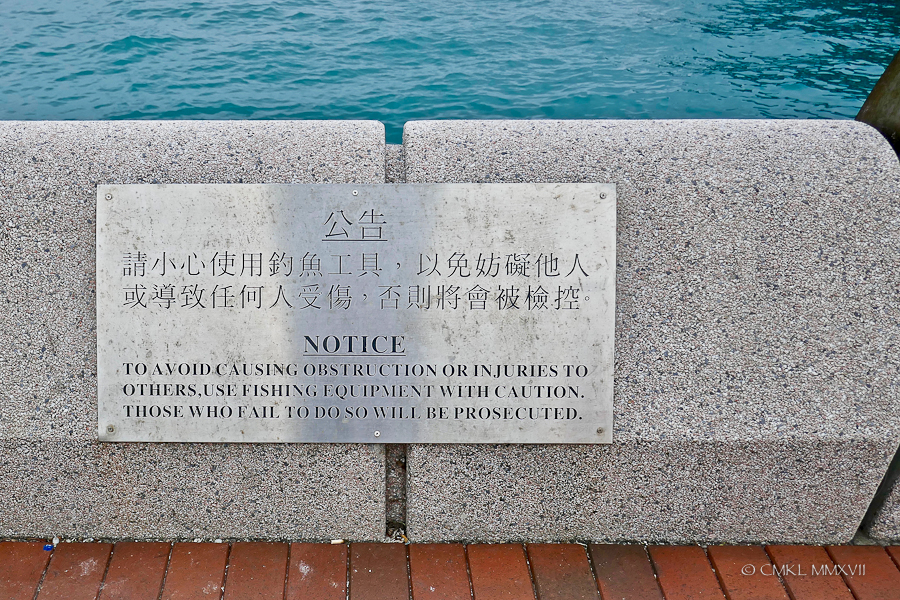 公告
請小心使用釣魚工具，以免妨礙他人
或導致任何人受傷，否則將會被檢控。
NOTICE
TO AVOID CAUSING OBSTRUCTION OR INJURIES TO
OTHERS,USE FISHING EQUIPMENT WITH CAUTION.
THOSE WHO FAIL TO DO SO WILL BE PROSECUTED.
© CMKL MMXVII